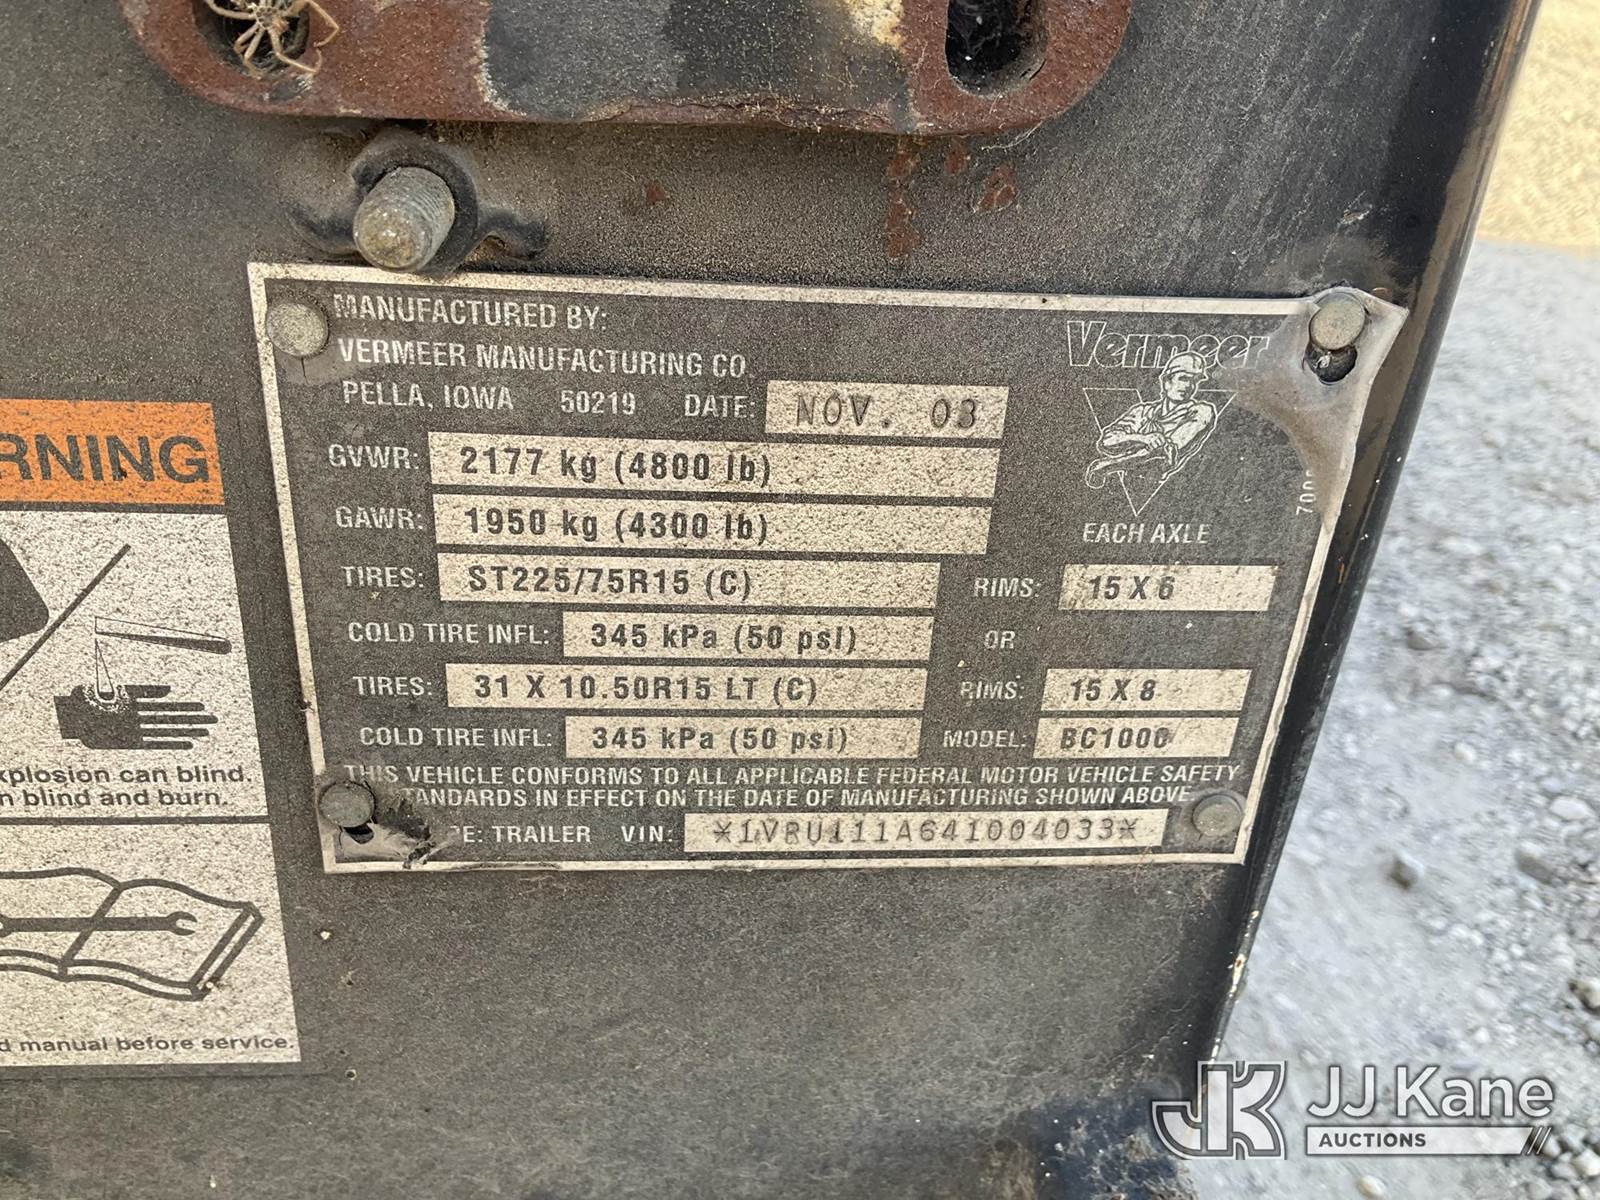 MANUFACTURED BY:
VERMEER MANUFACTURING CO.
PELLA, IOWA 50219 DATE: NOV. 03
Vermeer
GVWR: 2177 kg (4800 lb)
GAWR: 1950 kg (4300 lb)
EACH AXLE
TIRES: ST225/75R15 (C) RIMS: 15 X 6
COLD TIRE INFL: 345 kPa (50 psi) OR
TIRES: 31 X 10.50R15 LT (C) RIMS: 15 X 8
COLD TIRE INFL: 345 kPa (50 psi) MODEL: BC1000
THIS VEHICLE CONFORMS TO ALL APPLICABLE FEDERAL MOTOR VEHICLE SAFETY
TANDARDS IN EFFECT ON THE DATE OF MANUFACTURING SHOWN ABOVE
PE: TRAILER VIN: *1VRU111A641004033*
RNING
xplosion can blind.
n blind and burn.
d manual before service.
JK JJ Kane
AUCTIONS